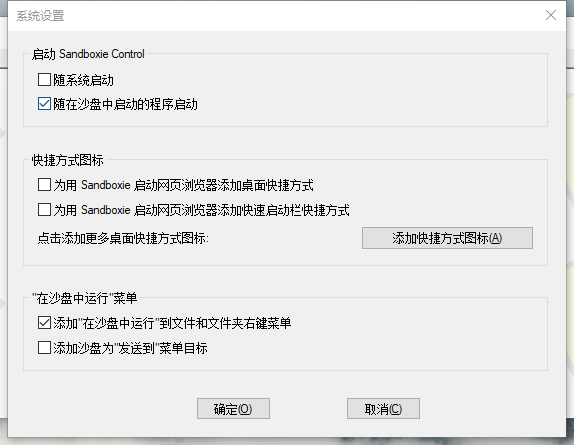 系统设置
启动 Sandboxie Control
随系统启动
随在沙盘中启动的程序启动
快捷方式图标
为用 Sandboxie 启动网页浏览器添加桌面快捷方式
为用 Sandboxie 启动网页浏览器添加快速启动栏快捷方式
点击添加更多桌面快捷方式图标:
添加快捷方式图标(A)
"在沙盘中运行"菜单
添加"在沙盘中运行"到文件和文件夹右键菜单
添加沙盘为"发送到"菜单目标
确定(O)
取消(C)